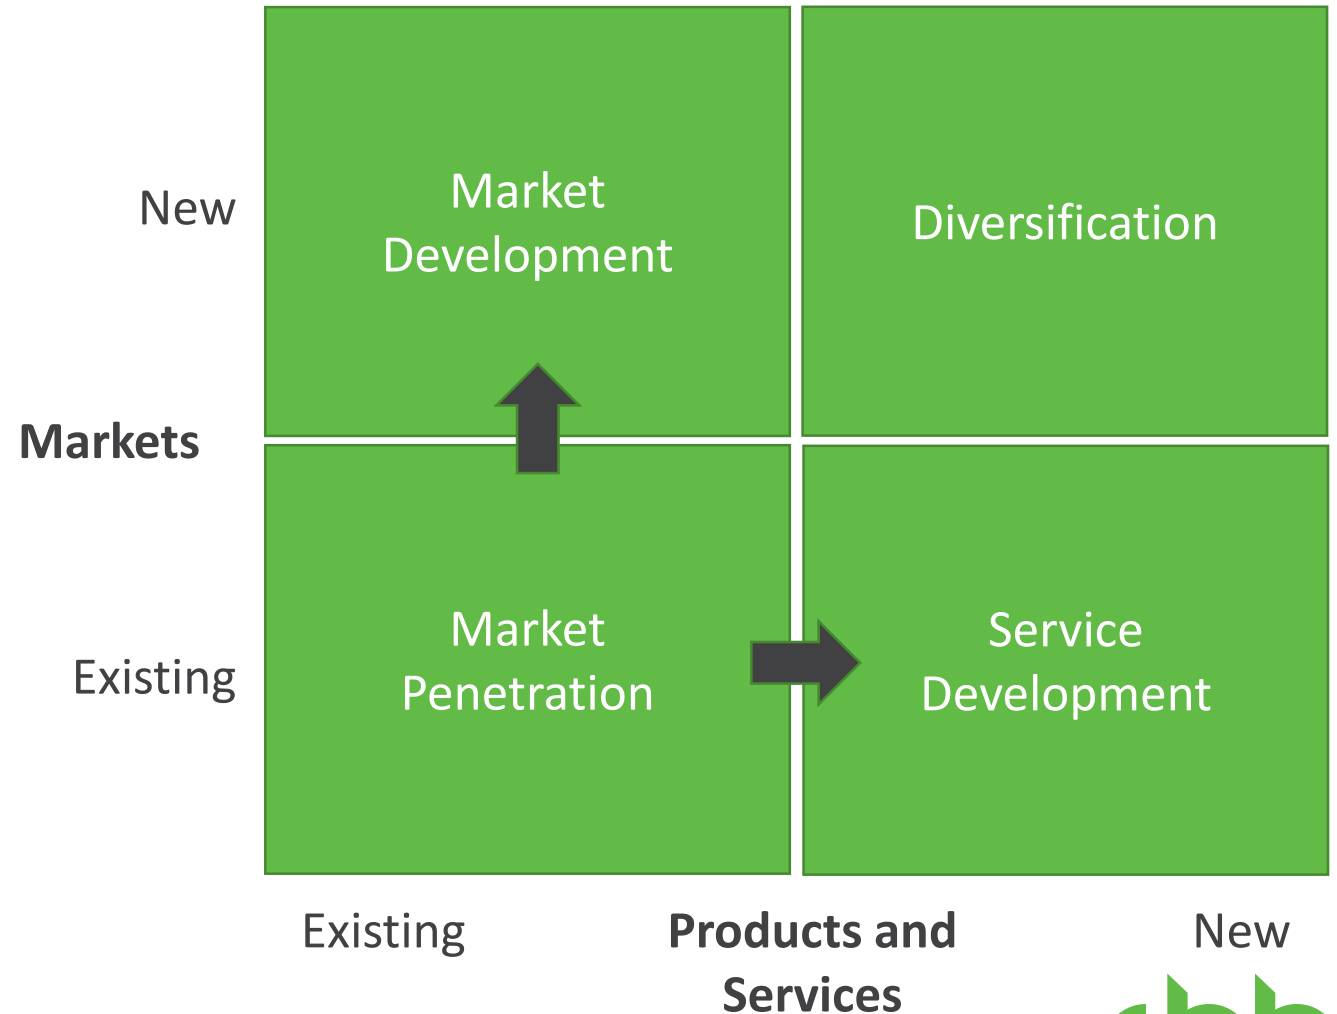 New
Market
Development
Diversification
Markets
Existing
Market
Penetration
Service
Development
Existing
Products and
Services
New